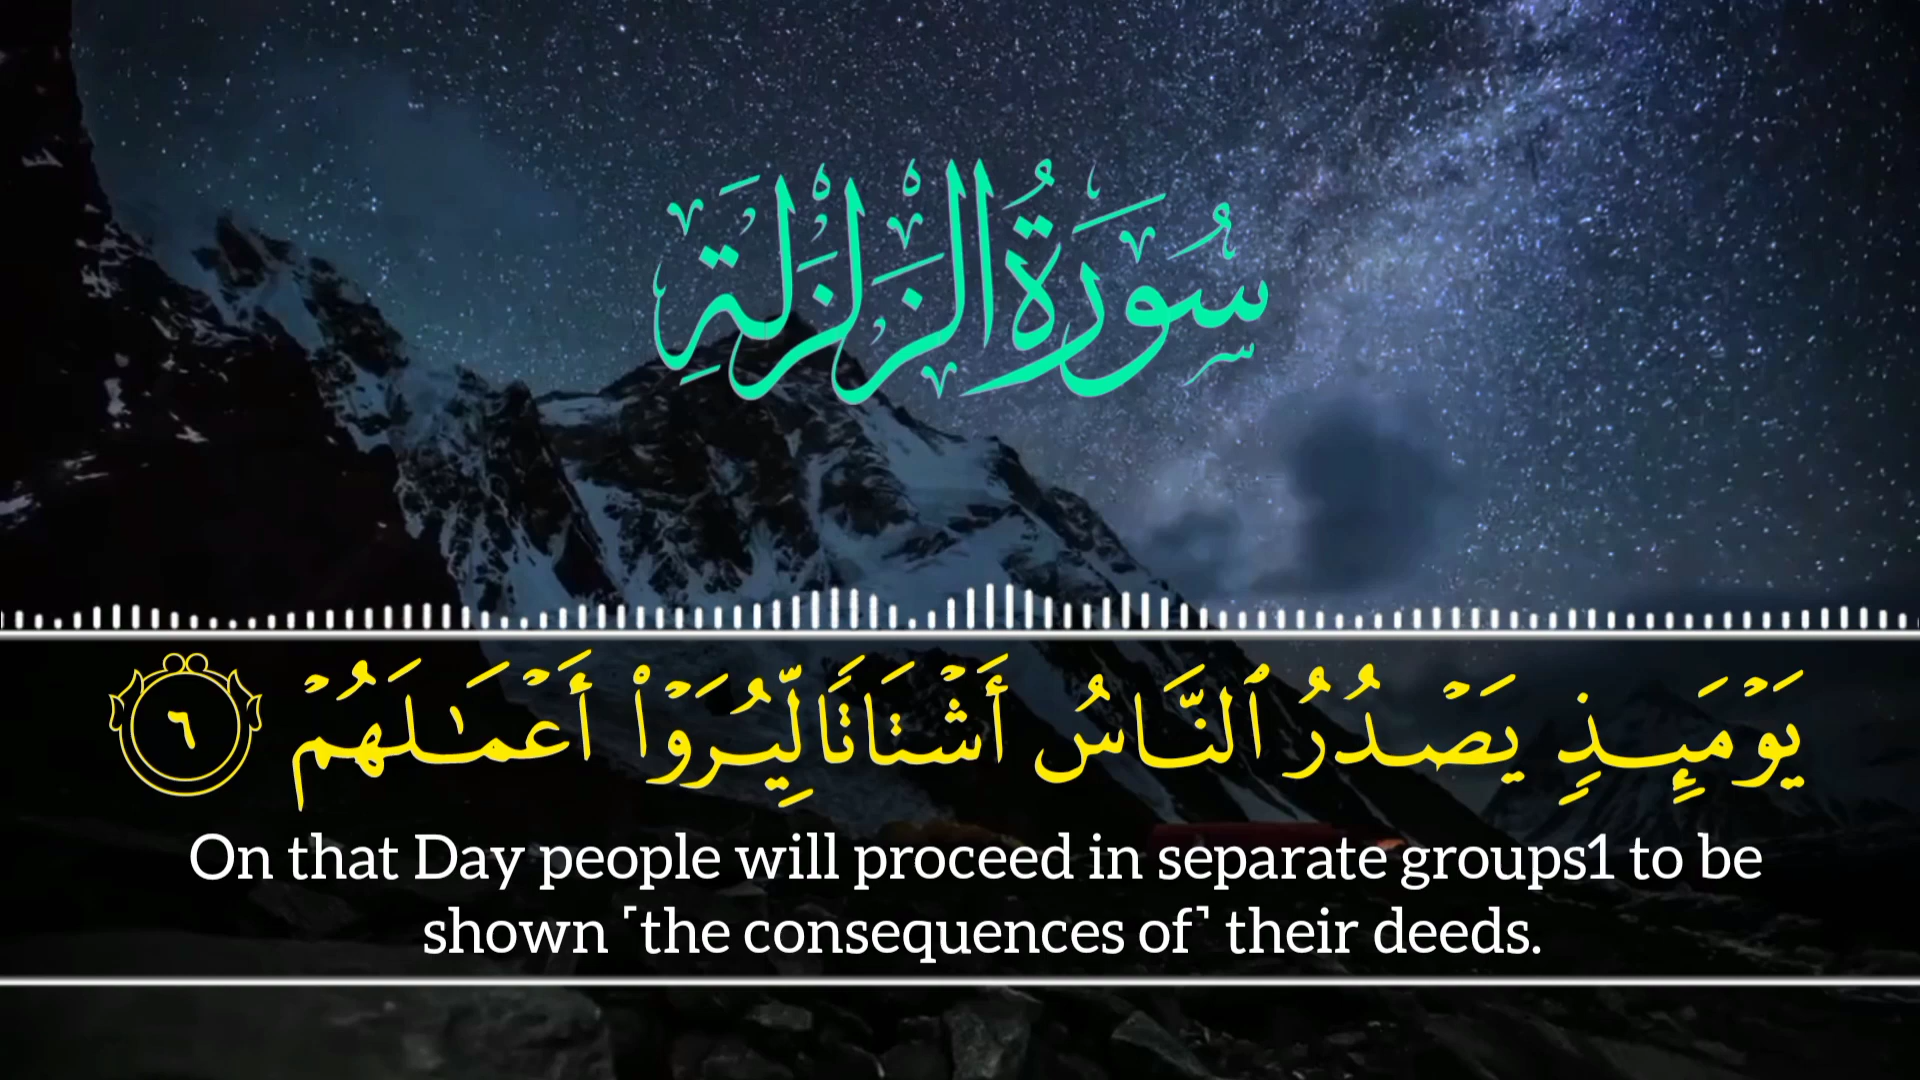 سُورَةُ الزَّلْزَلَةِ
يَوْمَئِذٍ يَصْدُرُ ٱلنَّاسُ أَشْتَاتًا لِّيُرَوْا۟ أَعْمَـٰلَهُمْ ٦
On that Day people will proceed in separate groups1 to be
shown ˹the consequences of˺ their deeds.